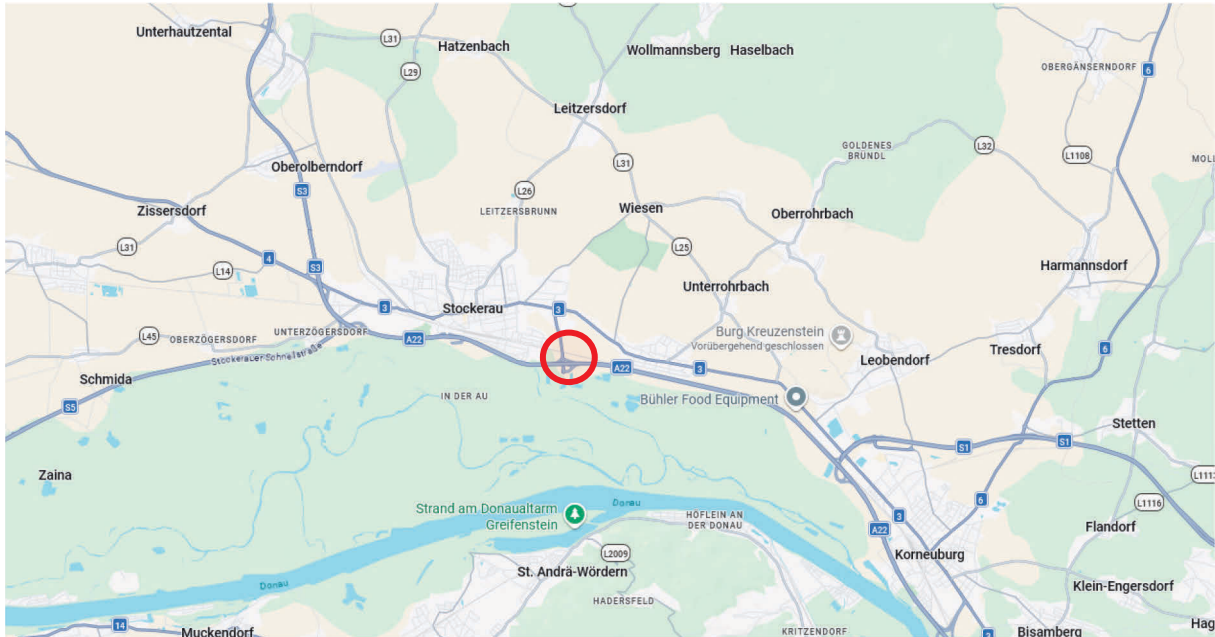 Unterhautzental
L31
Hatzenbach
Wollmannsberg
Haselbach
OBERGÄNSERNDORF
6
L29
Leitzersdorf
GOLDENES
BRÜNDL
L32
L1108
L31
Oberolberndorf
S3
L26
LEITZERSBRUNN
Zissersdorf
Wiesen
Oberrohrbach
L31
L14
4
S3
L25
Harmannsdorf
Unterrohrbach
3
Stockerau
3
L45
OBERZÖGERSDORF
UNTERZÖGERSDORF
A22
Burg Kreuzenstein
Vorübergehend geschlossen
Leobendorf
Tresdorf
6
Stockerauer Schnellstraße
A22
3
Schmida
S5
IN DER AU
Bühler Food Equipment
Stetten
S1
S1
Zaina
Strand am Donaualtarm
Greifenstein
Donau
HÖFLEIN AN
DER DONAU
6
L1116
3
A22
Flandorf
L2009
St. Andrä-Wördern
Korneuburg
Donau
HADERSFELD
Klein-Engersdorf
14
Muckendorf
KRITZENDORF
3
Bisamberg